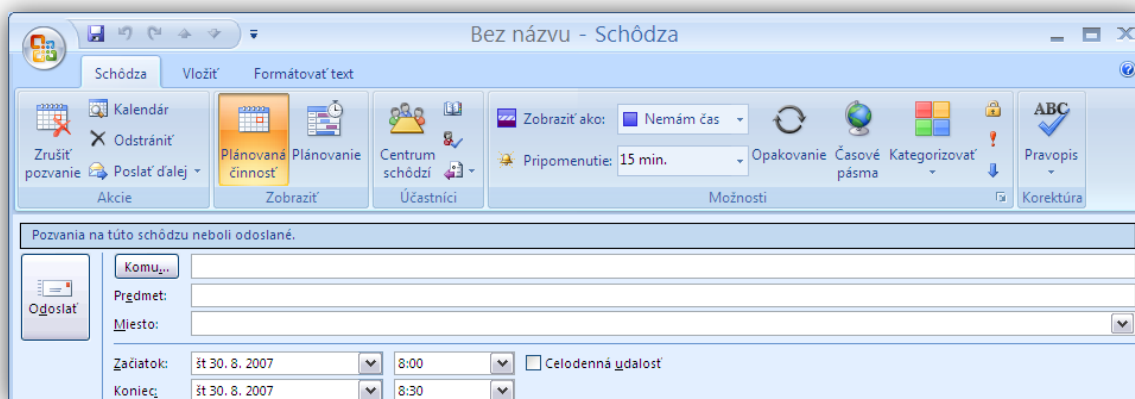 Bez názvu - Schôdza
Schôdza Vložiť Formátovať text
Zrušiť pozvanie
Kalendár
Odstrániť
Poslať ďalej
Akcie
Plánovaná činnosť
Plánovanie
Zobraziť
Centrum schôdzí
Účastníci
Zobraziť ako: Nemám čas
Pripomenutie: 15 min.
Opakovanie
Časové pásma
Kategorizovať
Možnosti
ABC
Pravopis
Korektúra
Pozvania na túto schôdzu neboli odoslané.
Odoslať
Komu...
Predmet:
Miesto:
Začiatok: št 30. 8. 2007 8:00 Celodenná udalosť
Koniec: št 30. 8. 2007 8:30